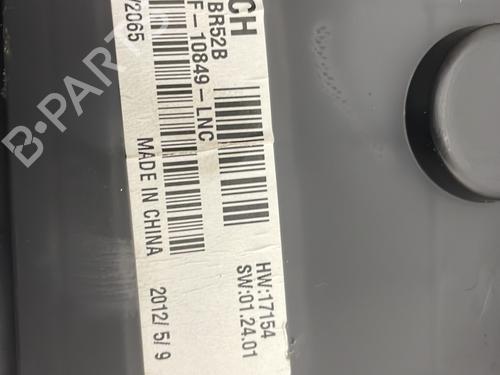 CH
BR52B
F-10849-LNC
/2065
MADE IN CHINA
2012/ 5/ 9
HW:17154
SW:01.24.01
B-PARTS